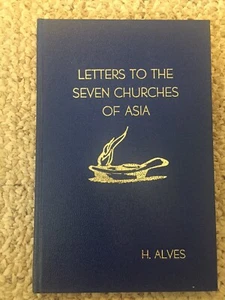 LETTERS TO THE
SEVEN CHURCHES
OF ASIA
H. ALVES